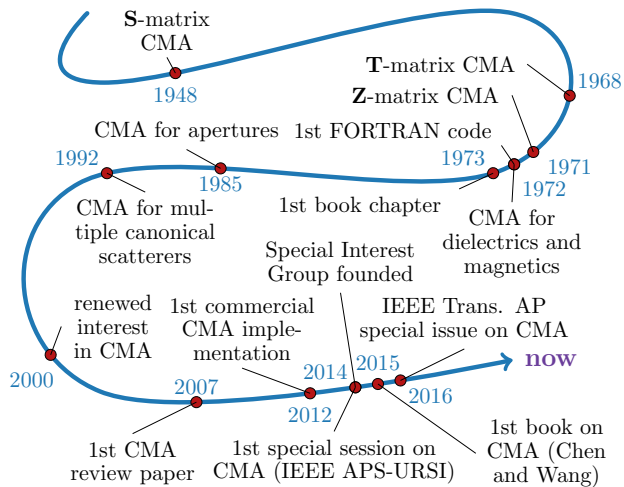 S-matrix
CMA
1948
T-matrix CMA
1968
Z-matrix CMA
1971
1st FORTRAN code
1972
CMA for
dielectrics and
magnetics
1973
1st book chapter
CMA for apertures
1985
1992
CMA for mul-
tiple canonical
scatterers
renewed
interest
in CMA
2000
2007
1st CMA
review paper
1st commercial
CMA imple-
mentation
2012
Special Interest
Group founded
2014
1st special session on
CMA (IEEE APS-URSI)
2015
1st book on
CMA (Chen
and Wang)
IEEE Trans. AP
special issue on CMA
2016
now